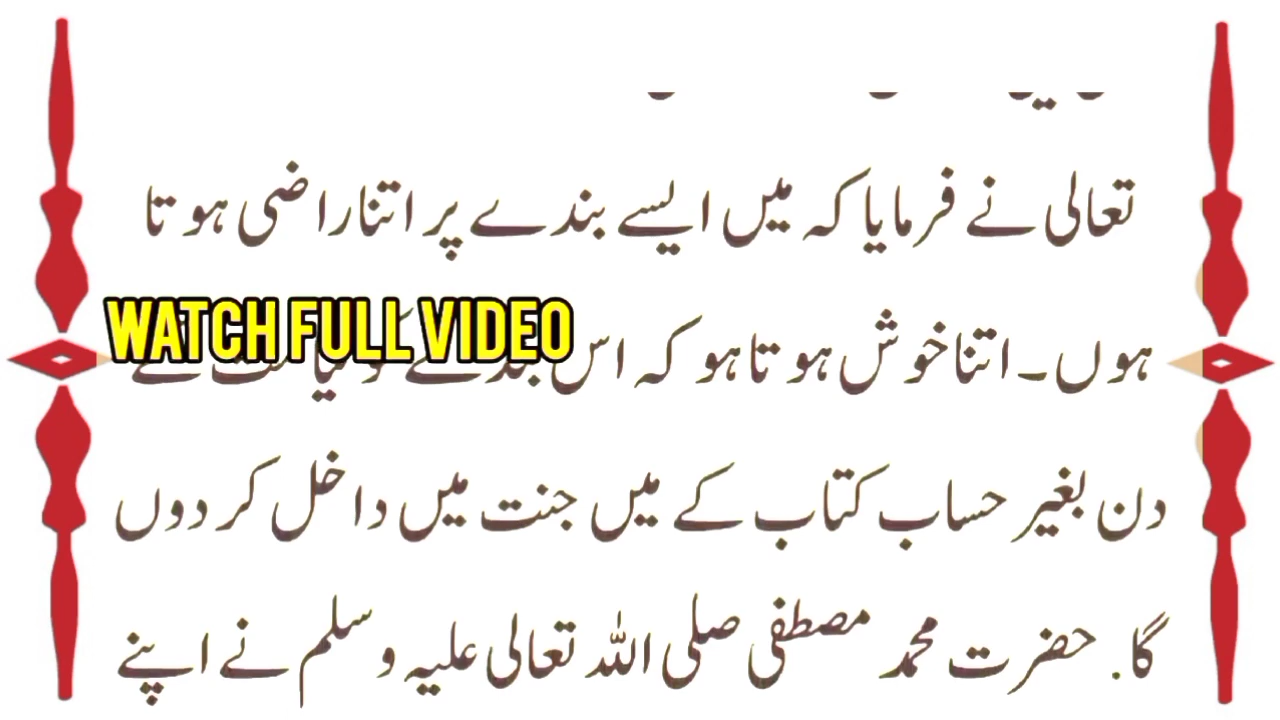 تعالی نے فرمایا کہ میں ایسے بندے پر اتنا راضی ہوتا
ہوں۔ اتنا خوش ہوتا ہو کہ اس بندے
WATCH FULL VIDEO
دن بغیر حساب کتاب کے میں جنت میں داخل کر دوں
گا. حضرت محمد مصطفی صلی اللہ تعالی علیہ وسلم نے اپنے